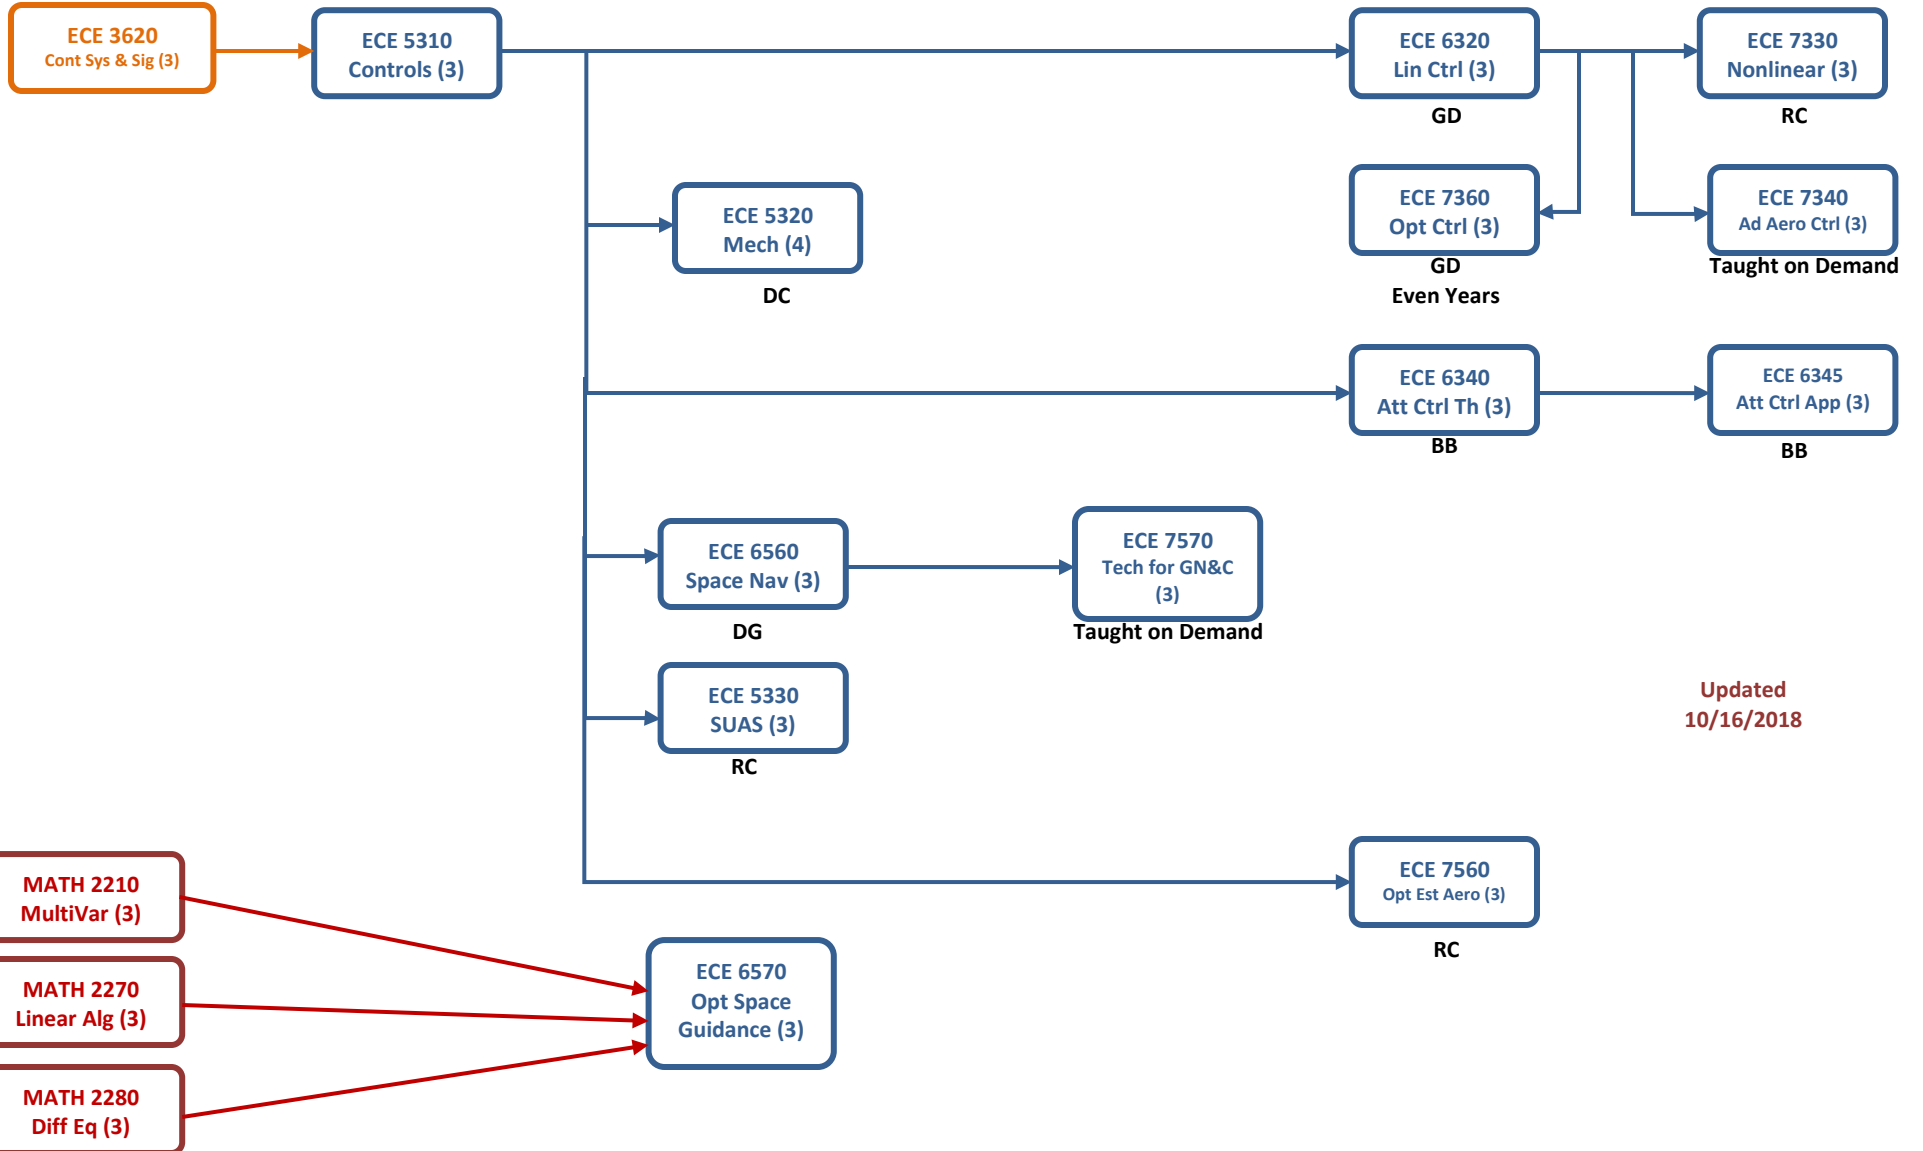 ECE 3620
Cont Sys & Sig (3)
ECE 5310
Controls (3)
ECE 6320
Lin Ctrl (3)
GD
ECE 7330
Nonlinear (3)
RC
ECE 5320
Mech (4)
DC
ECE 7360
Opt Ctrl (3)
GD
Even Years
ECE 7340
Ad Aero Ctrl (3)
Taught on Demand
ECE 6340
Att Ctrl Th (3)
BB
ECE 6345
Att Ctrl App (3)
BB
ECE 6560
Space Nav (3)
DG
ECE 7570
Tech for GN&C
(3)
Taught on Demand
ECE 5330
SUAS (3)
RC
Updated
10/16/2018
ECE 7560
Opt Est Aero (3)
RC
MATH 2210
MultiVar (3)
MATH 2270
Linear Alg (3)
MATH 2280
Diff Eq (3)
ECE 6570
Opt Space
Guidance (3)